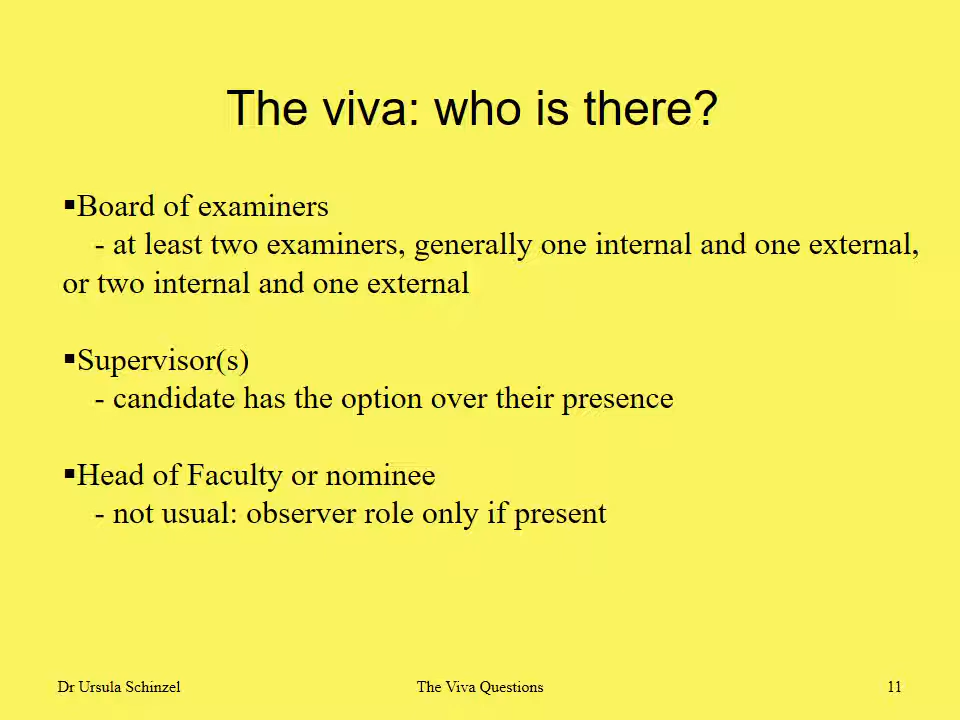 The viva: who is there?
▪Board of examiners
- at least two examiners, generally one internal and one external,
or two internal and one external
▪Supervisor(s)
- candidate has the option over their presence
▪Head of Faculty or nominee
- not usual: observer role only if present
Dr Ursula Schinzel
The Viva Questions
11